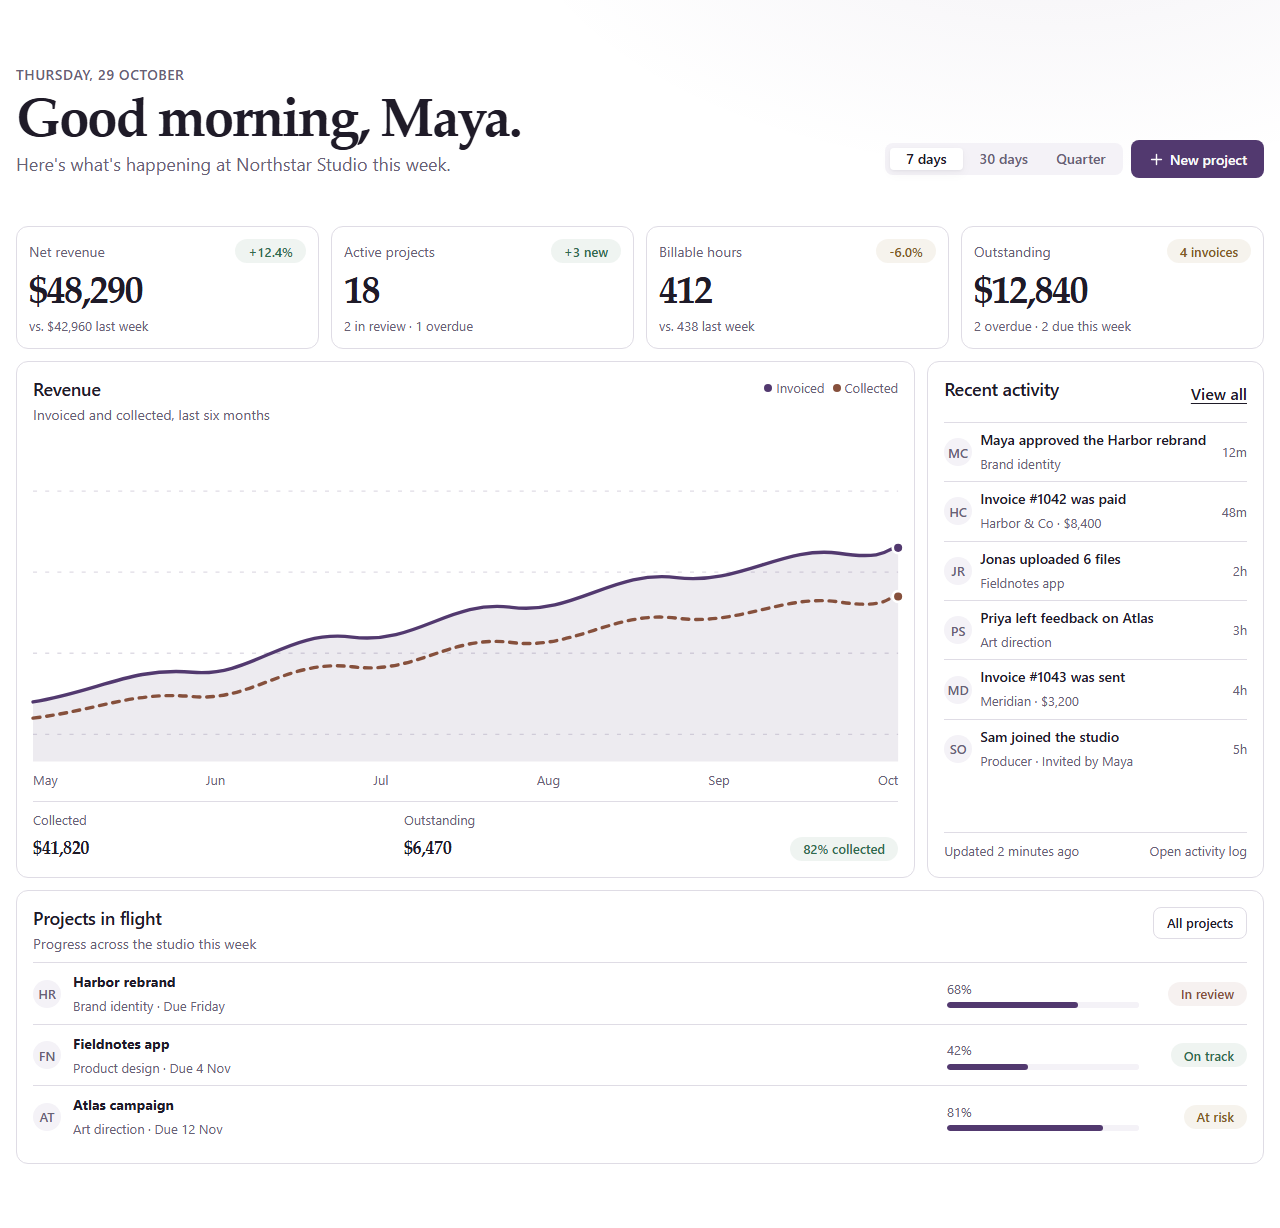 THURSDAY, 29 OCTOBER
Good morning, Maya.
Here's what's happening at Northstar Studio this week.
7 days
30 days
Quarter
+ New project
Net revenue
+12.4%
$48,290
vs. $42,960 last week
Active projects
+3 new
18
2 in review · 1 overdue
Billable hours
-6.0%
412
vs. 438 last week
Outstanding
4 invoices
$12,840
2 overdue · 2 due this week
Revenue
Invoiced and collected, last six months
Invoiced
Collected
May
Jun
Jul
Aug
Sep
Oct
Collected
$41,820
Outstanding
$6,470
82% collected
Recent activity
View all
MC
Maya approved the Harbor rebrand
Brand identity
12m
HC
Invoice #1042 was paid
Harbor & Co · $8,400
48m
JR
Jonas uploaded 6 files
Fieldnotes app
2h
PS
Priya left feedback on Atlas
Art direction
3h
MD
Invoice #1043 was sent
Meridian · $3,200
4h
SO
Sam joined the studio
Producer · Invited by Maya
5h
Updated 2 minutes ago
Open activity log
Projects in flight
Progress across the studio this week
All projects
HR
Harbor rebrand
Brand identity · Due Friday
68%
In review
FN
Fieldnotes app
Product design · Due 4 Nov
42%
On track
AT
Atlas campaign
Art direction · Due 12 Nov
81%
At risk